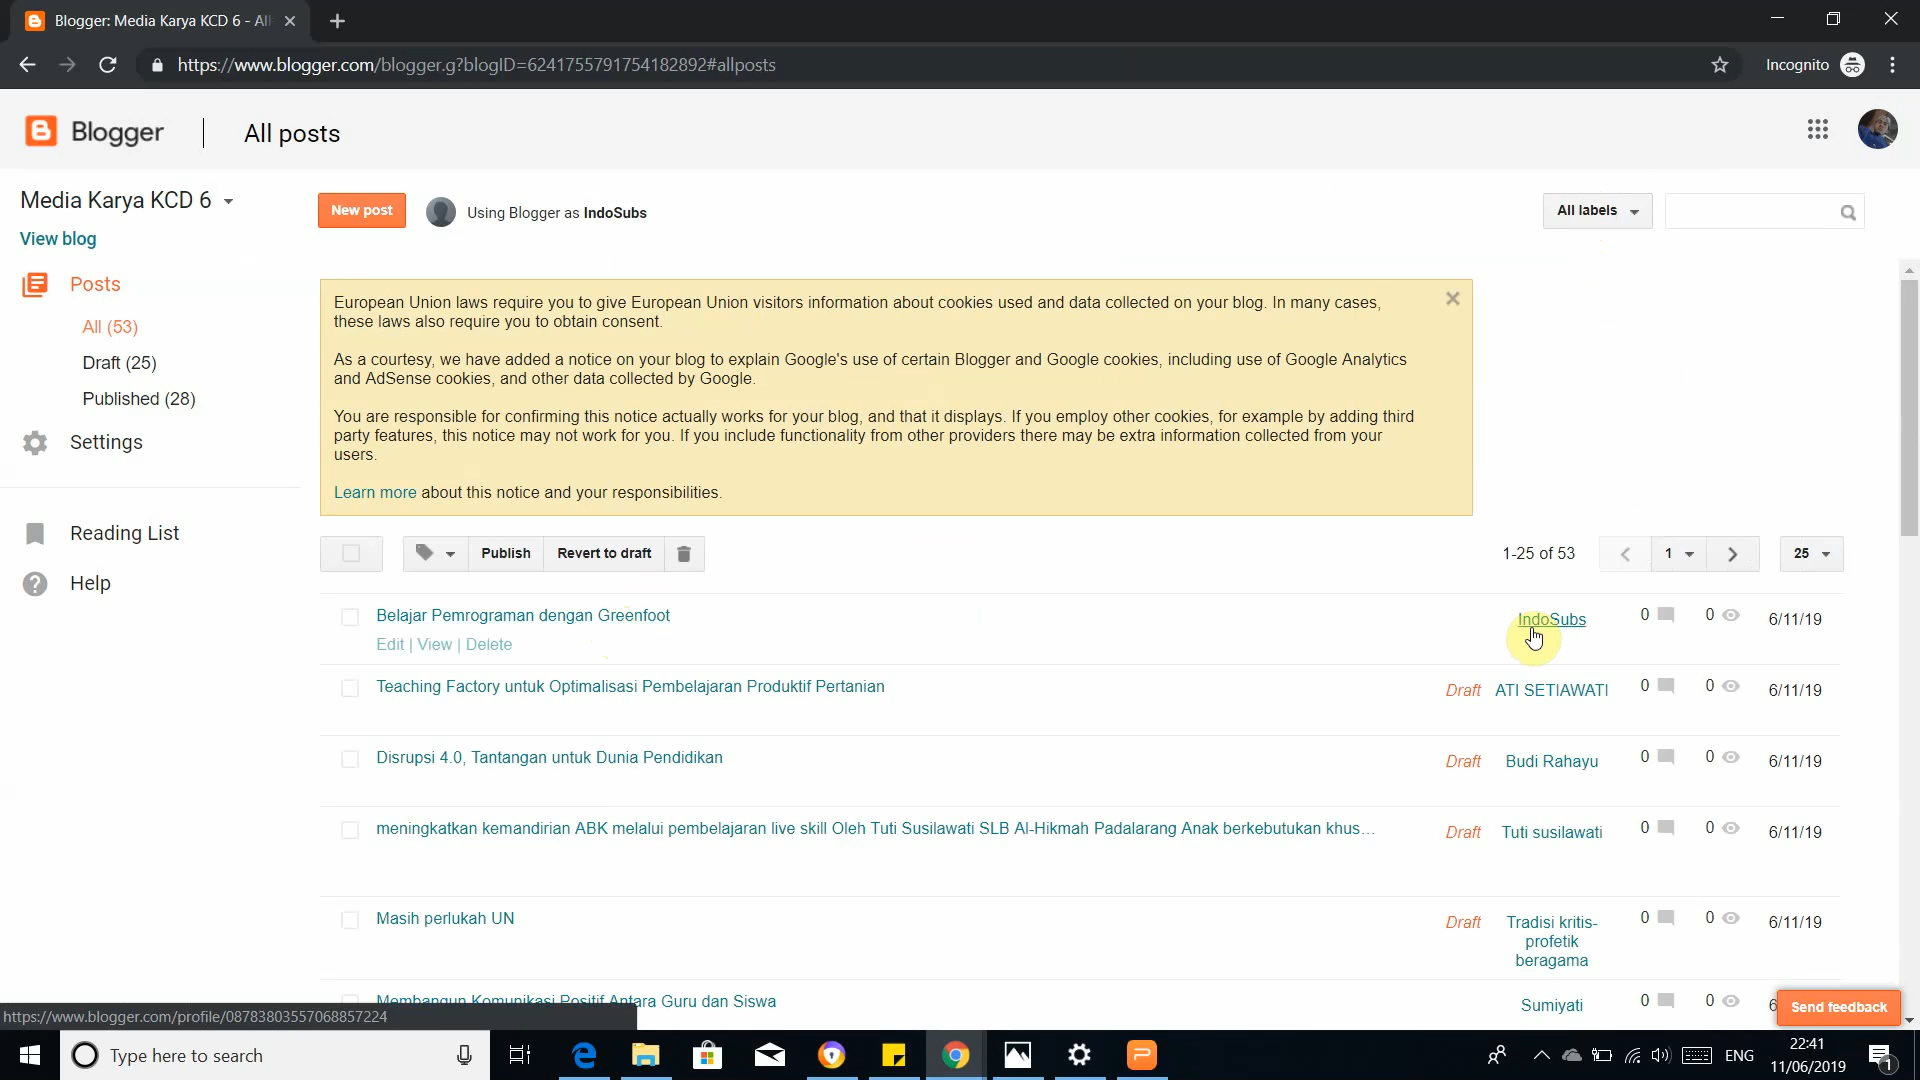 Blogger: Media Karya KCD 6 - All
https://www.blogger.com/blogger.g?blogID=6241755791754182892#allposts
Incognito
Blogger
All posts
Media Karya KCD 6
View blog
New post
Using Blogger as IndoSubs
All labels
Posts
All (53)
Draft (25)
Published (28)
Settings
Reading List
Help
European Union laws require you to give European Union visitors information about cookies used and data collected on your blog. In many cases,
these laws also require you to obtain consent.
As a courtesy, we have added a notice on your blog to explain Google's use of certain Blogger and Google cookies, including use of Google Analytics
and AdSense cookies, and other data collected by Google.
You are responsible for confirming this notice actually works for your blog, and that it displays. If you employ other cookies, for example by adding third
party features, this notice may not work for you. If you include functionality from other providers there may be extra information collected from your
users.
Learn more about this notice and your responsibilities.
Publish
Revert to draft
1-25 of 53
1
25
Belajar Pemrograman dengan Greenfoot
IndoSubs
0
0
6/11/19
Edit | View | Delete
Teaching Factory untuk Optimalisasi Pembelajaran Produktif Pertanian
Draft
ATI SETIAWATI
0
0
6/11/19
Disrupsi 4.0, Tantangan untuk Dunia Pendidikan
Draft
Budi Rahayu
0
0
6/11/19
meningkatkan kemandirian ABK melalui pembelajaran live skill Oleh Tuti Susilawati SLB Al-Hikmah Padalarang Anak berkebutukan khus...
Draft
Tuti susilawati
0
0
6/11/19
Masih perlukah UN
Draft
Tradisi kritis-
profetik
beragama
0
0
6/11/19
Membangun Komunikasi Positif Antara Guru dan Siswa
Sumiyati
0
0
6
Send feedback
https://www.blogger.com/profile/08783803557068857224
Type here to search
ENG
22:41
11/06/2019
1